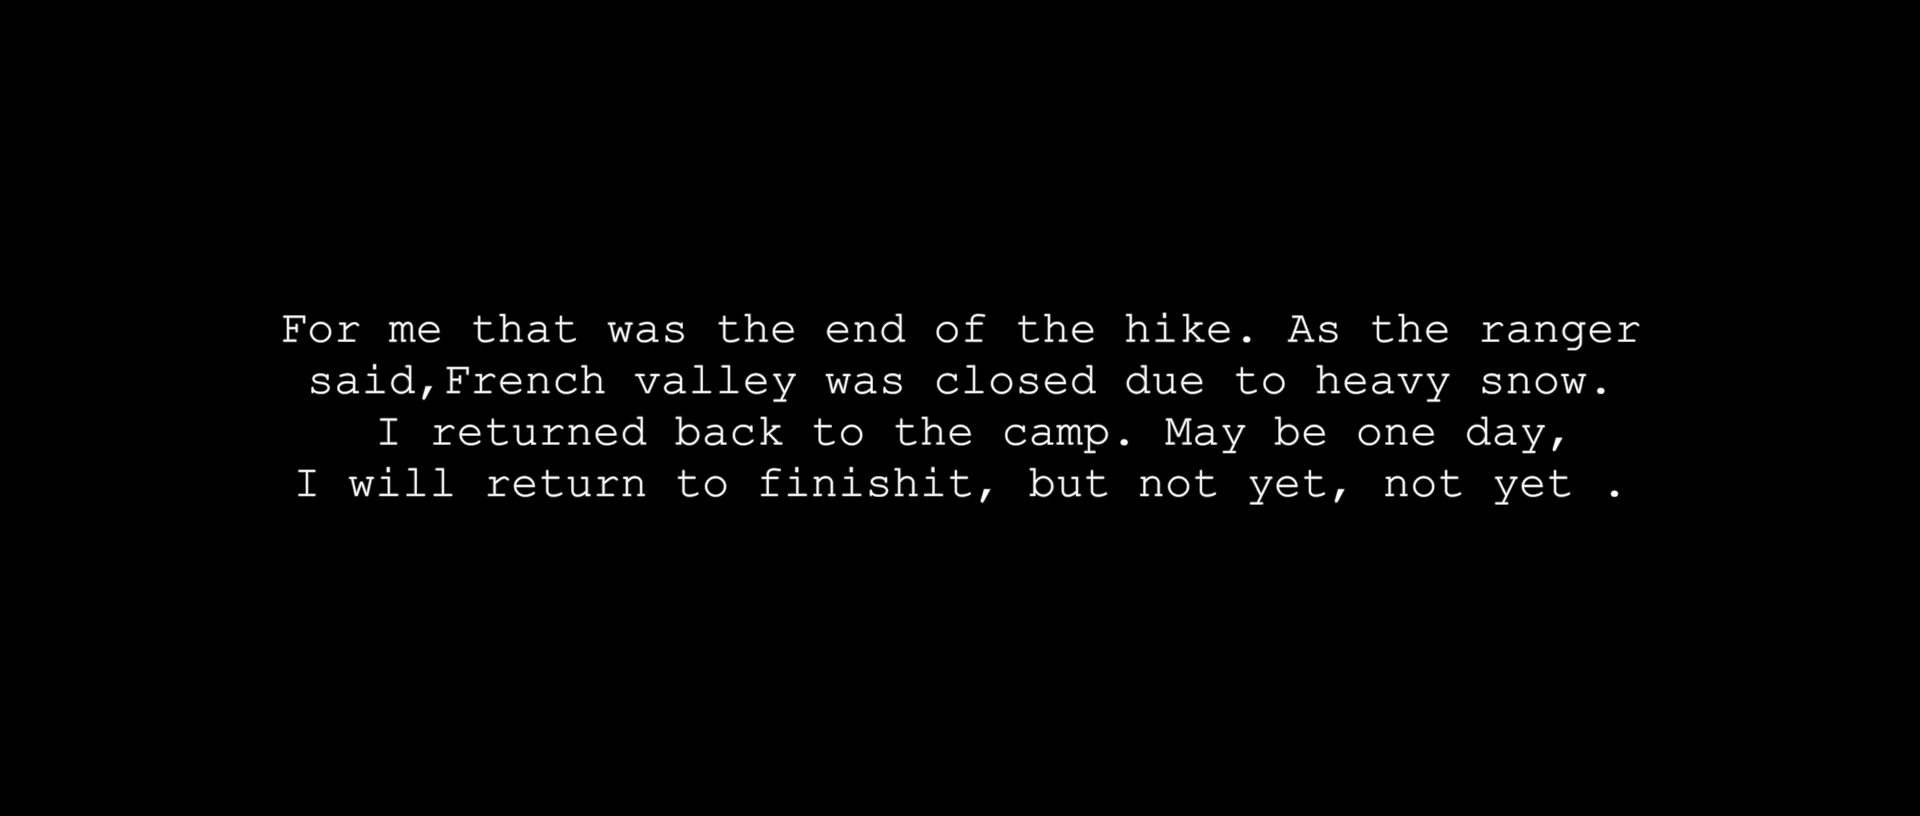 For me that was the end of the hike. As the ranger
said,French valley was closed due to heavy snow.
I returned back to the camp. May be one day,
I will return to finishit, but not yet, not yet .